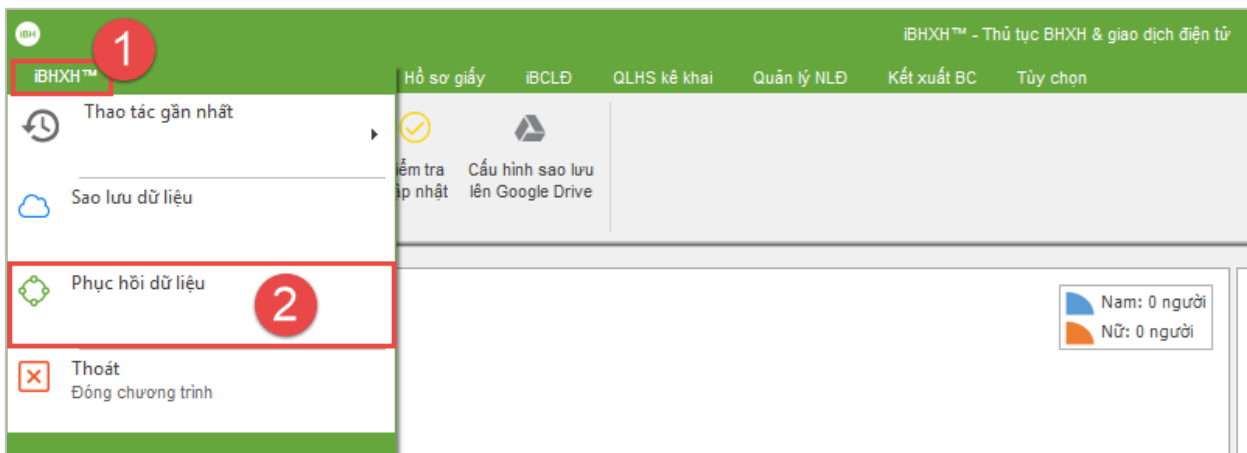 iBH
iBHXH™ - Thủ tục BHXH & giao dịch điện tử
1
iBHXH™ Hồ sơ giấy iBCLĐ QLHS kê khai Quản lý NLĐ Kết xuất BC Tùy chọn
Thao tác gần nhất
iểm tra Cấu hình sao lưu
ập nhật lên Google Drive
Sao lưu dữ liệu
Phục hồi dữ liệu
2
Nam: 0 người
Nữ: 0 người
Thoát
Đóng chương trình